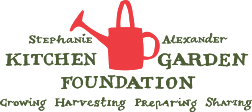 Stephanie Alexander
KITCHEN GARDEN
FOUNDATION
Growing Harvesting Preparing Sharing